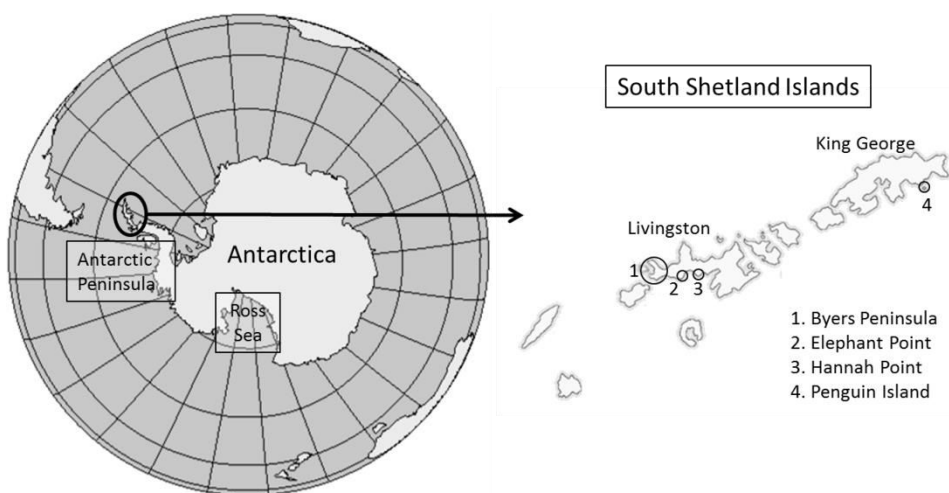 Antarctica
Antarctic
Peninsula
Ross
Sea
South Shetland Islands
King George
4
Livingston
1
2
3
1. Byers Peninsula
2. Elephant Point
3. Hannah Point
4. Penguin Island